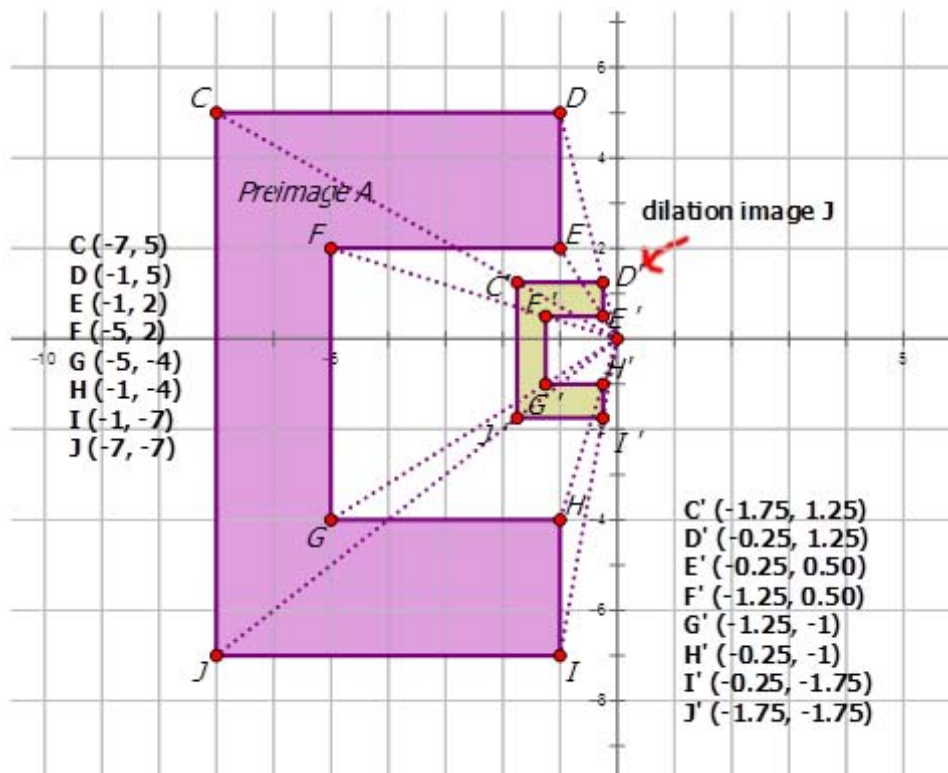 6
C
D
Preimage A
4
dilation image J
F
E
2
C (-7, 5)
D (-1, 5)
E (-1, 2)
F (-5, 2)
G (-5, -4)
H (-1, -4)
I (-1, -7)
J (-7, -7)
C'
D'
F'
E'
-10
-5
5
H'
G'
J'
I'
G
-4
H
-6
J
I
-8
C' (-1.75, 1.25)
D' (-0.25, 1.25)
E' (-0.25, 0.50)
F' (-1.25, 0.50)
G' (-1.25, -1)
H' (-0.25, -1)
I' (-0.25, -1.75)
J' (-1.75, -1.75)